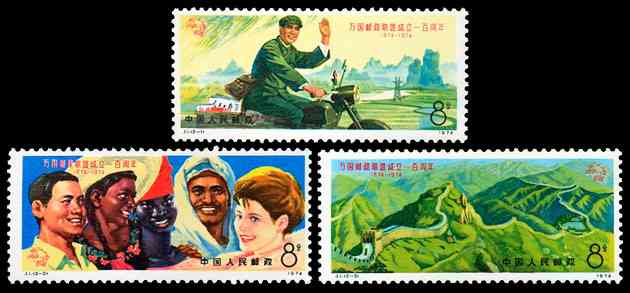 万国邮政联盟成立一百周年
1874-1974
中国人民邮政
8分
J.1.(3-1)
1974
万国邮政联盟成立一百周年
1874-1974
中国人民邮政
8分
J.1.(3-2)
1974
万国邮政联盟成立一百周年
1874-1974
中国人民邮政
8分
J.1.(3-3)
1974